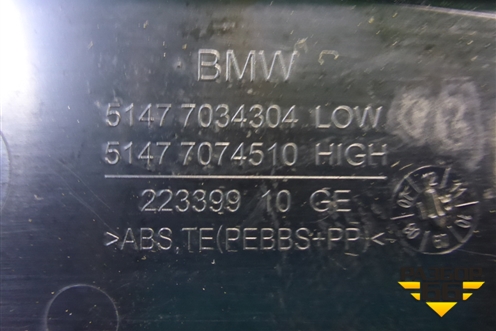 BMW
5147 7034304 LOW
5147 7074510 HIGH
223399 10 GE
>ABS,TE(PEBBS+PP)<